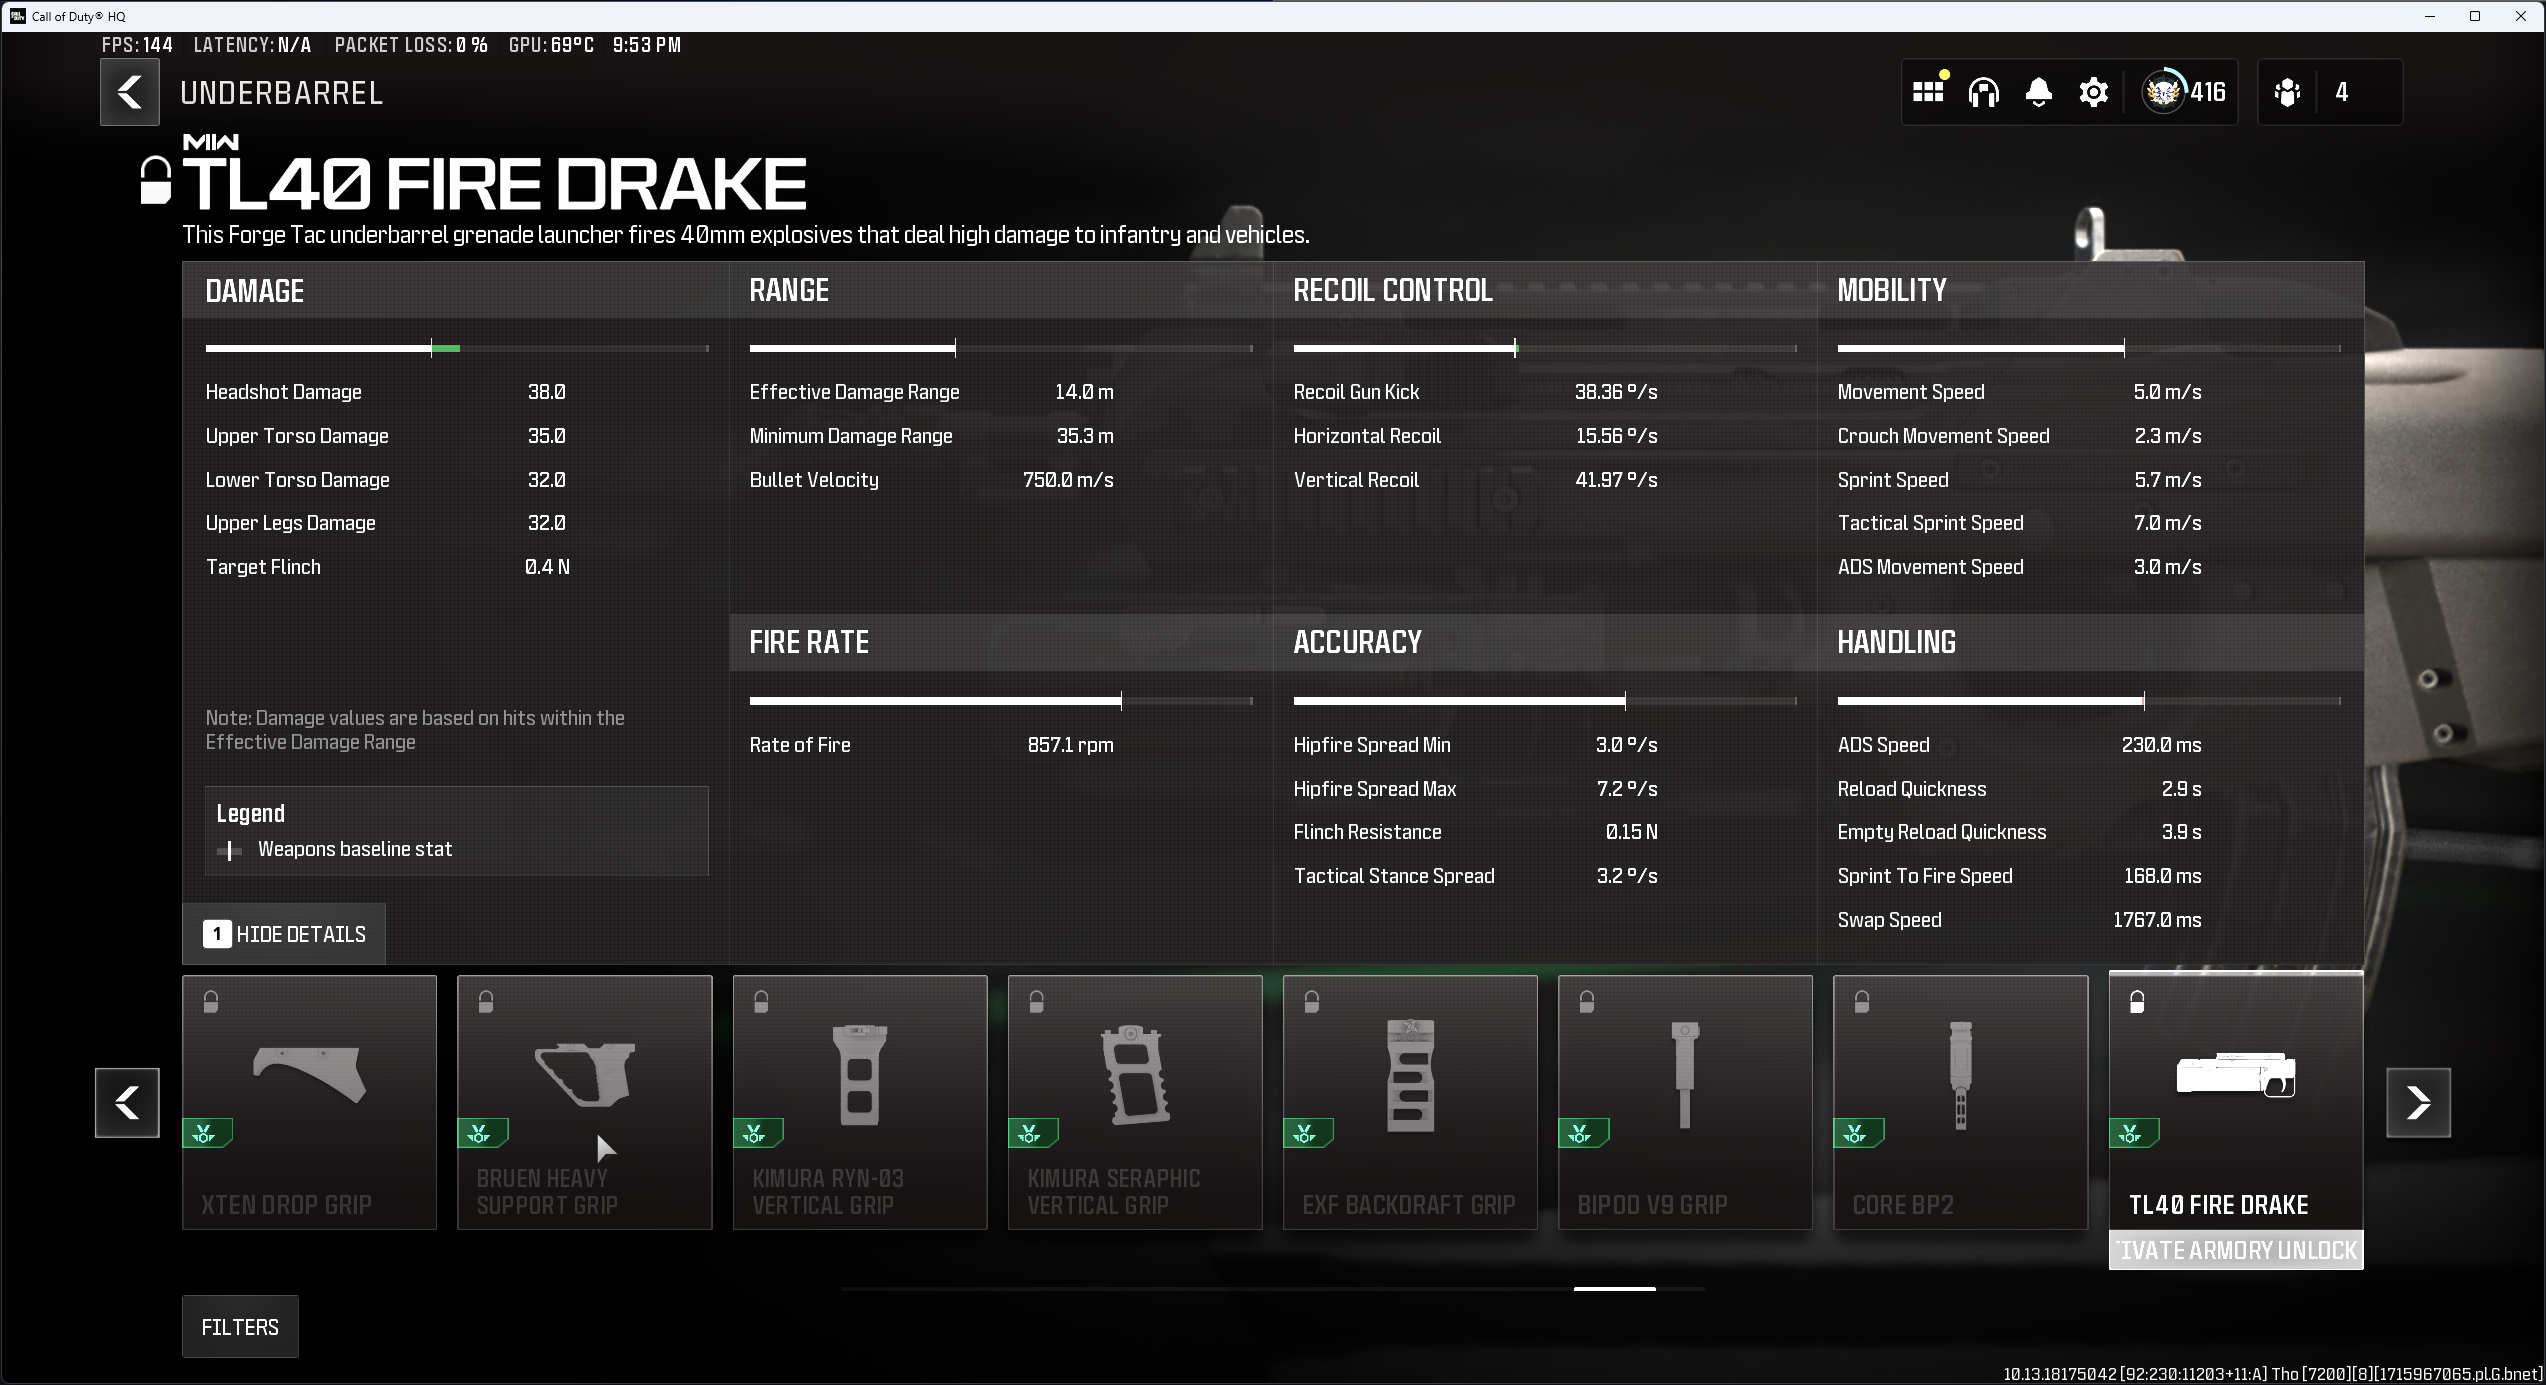 Call of Duty® HQ
FPS: 144 LATENCY: N/A PACKET LOSS: 0 % GPU: 69°C 9:53 PM
UNDERBARREL
416
4
MW
TL40 FIRE DRAKE
This Forge Tac underbarrel grenade launcher fires 40mm explosives that deal high damage to infantry and vehicles.
DAMAGE
Headshot Damage 38.0
Upper Torso Damage 35.0
Lower Torso Damage 32.0
Upper Legs Damage 32.0
Target Flinch 0.4 N
Note: Damage values are based on hits within the
Effective Damage Range
Legend
Weapons baseline stat
1 HIDE DETAILS
RANGE
Effective Damage Range 14.0 m
Minimum Damage Range 35.3 m
Bullet Velocity 750.0 m/s
FIRE RATE
Rate of Fire 857.1 rpm
RECOIL CONTROL
Recoil Gun Kick 38.36 º/s
Horizontal Recoil 15.56 º/s
Vertical Recoil 41.97 º/s
ACCURACY
Hipfire Spread Min 3.0 º/s
Hipfire Spread Max 7.2 º/s
Flinch Resistance 0.15 N
Tactical Stance Spread 3.2 º/s
MOBILITY
Movement Speed 5.0 m/s
Crouch Movement Speed 2.3 m/s
Sprint Speed 5.7 m/s
Tactical Sprint Speed 7.0 m/s
ADS Movement Speed 3.0 m/s
HANDLING
ADS Speed 230.0 ms
Reload Quickness 2.9 s
Empty Reload Quickness 3.9 s
Sprint To Fire Speed 168.0 ms
Swap Speed 1767.0 ms
XTEN DROP GRIP
BRUEN HEAVY
SUPPORT GRIP
KIMURA RYN-03
VERTICAL GRIP
KIMURA SERAPHIC
VERTICAL GRIP
EXF BACKDRAFT GRIP
BIPOD V9 GRIP
CORE BP2
TL40 FIRE DRAKE
IVATE ARMORY UNLOCK
FILTERS
10.13.18175042 [92:230:11203+11:A] Tho [7200][8][1715967065.pl.G.bnet]